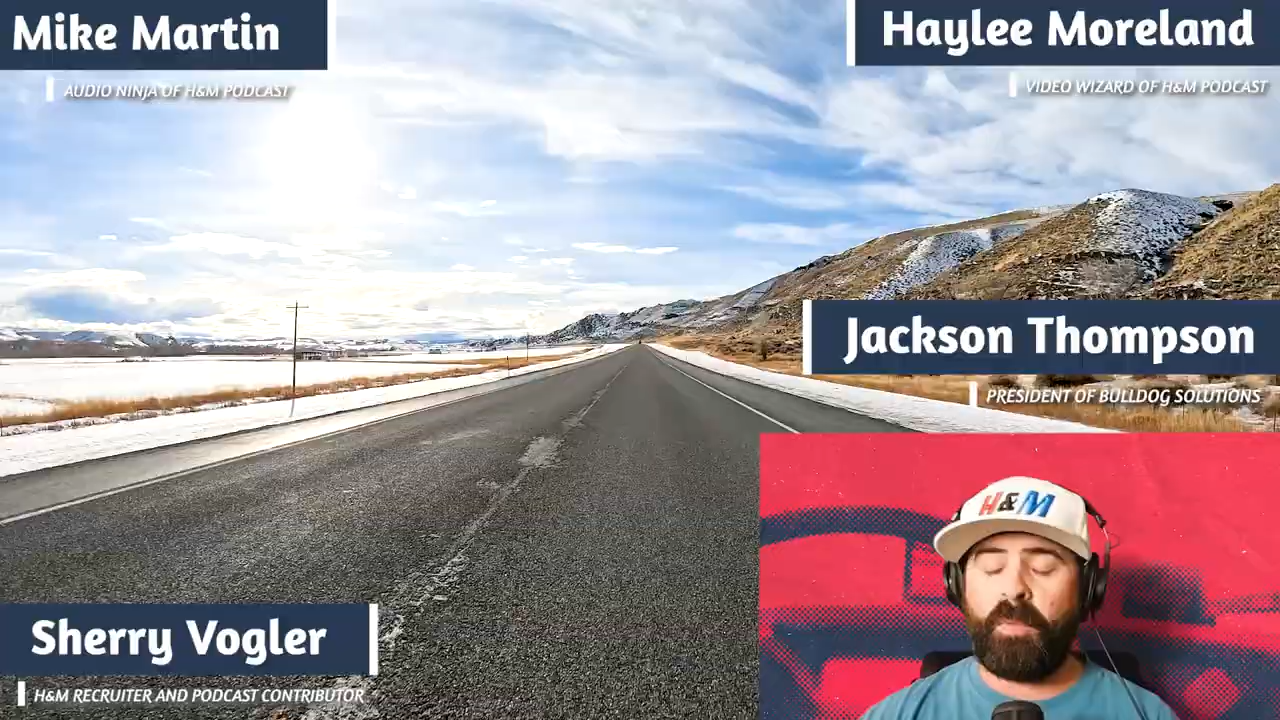 Mike Martin
AUDIO NINJA OF H&M PODCAST
Haylee Moreland
VIDEO WIZARD OF H&M PODCAST
Jackson Thompson
PRESIDENT OF BULLDOG SOLUTIONS
H&M
Sherry Vogler
H&M RECRUITER AND PODCAST CONTRIBUTOR